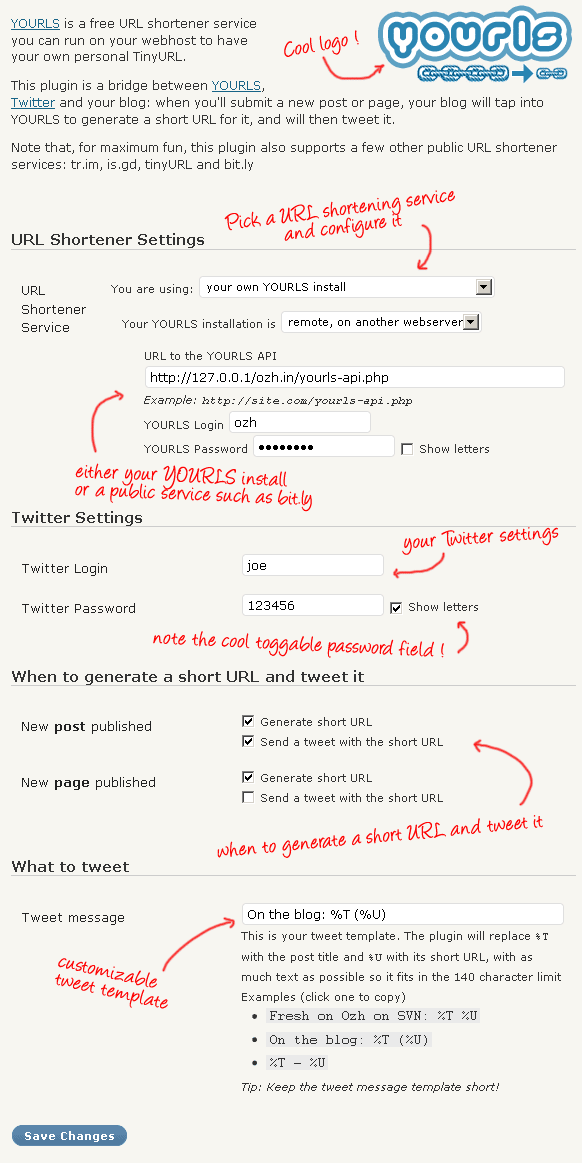 YOURLS is a free URL shortener service
you can run on your webhost to have
your own personal TinyURL.
Cool logo !
yourls
This plugin is a bridge between YOURLS,
Twitter and your blog: when you'll submit a new post or page, your blog will tap into
YOURLS to generate a short URL for it, and will then tweet it.
Note that, for maximum fun, this plugin also supports a few other public URL shortener
services: tr.im, is.gd, tinyURL and bit.ly
Pick a URL shortening service
and configure it
URL Shortener Settings
URL
Shortener
Service
You are using: your own YOURLS install
Your YOURLS installation is remote, on another webserver
URL to the YOURLS API
http://127.0.0.1/ozh.in/yourls-api.php
Example: http://site.com/yourls-api.php
YOURLS Login ozh
YOURLS Password •••••••• Show letters
either your YOURLS install
or a public service such as bit.ly
Twitter Settings
your Twitter settings
Twitter Login joe
Twitter Password 123456 Show letters
note the cool toggable password field !
When to generate a short URL and tweet it
New post published Generate short URL
Send a tweet with the short URL
New page published Generate short URL
Send a tweet with the short URL
when to generate a short URL and tweet it
What to tweet
Tweet message On the blog: %T (%U)
This is your tweet template. The plugin will replace %T
with the post title and %U with its short URL, with as
much text as possible so it fits in the 140 character limit
Examples (click one to copy)
• Fresh on Ozh on SVN: %T %U
• On the blog: %T (%U)
• %T - %U
Tip: Keep the tweet message template short!
customizable
tweet template
Save Changes